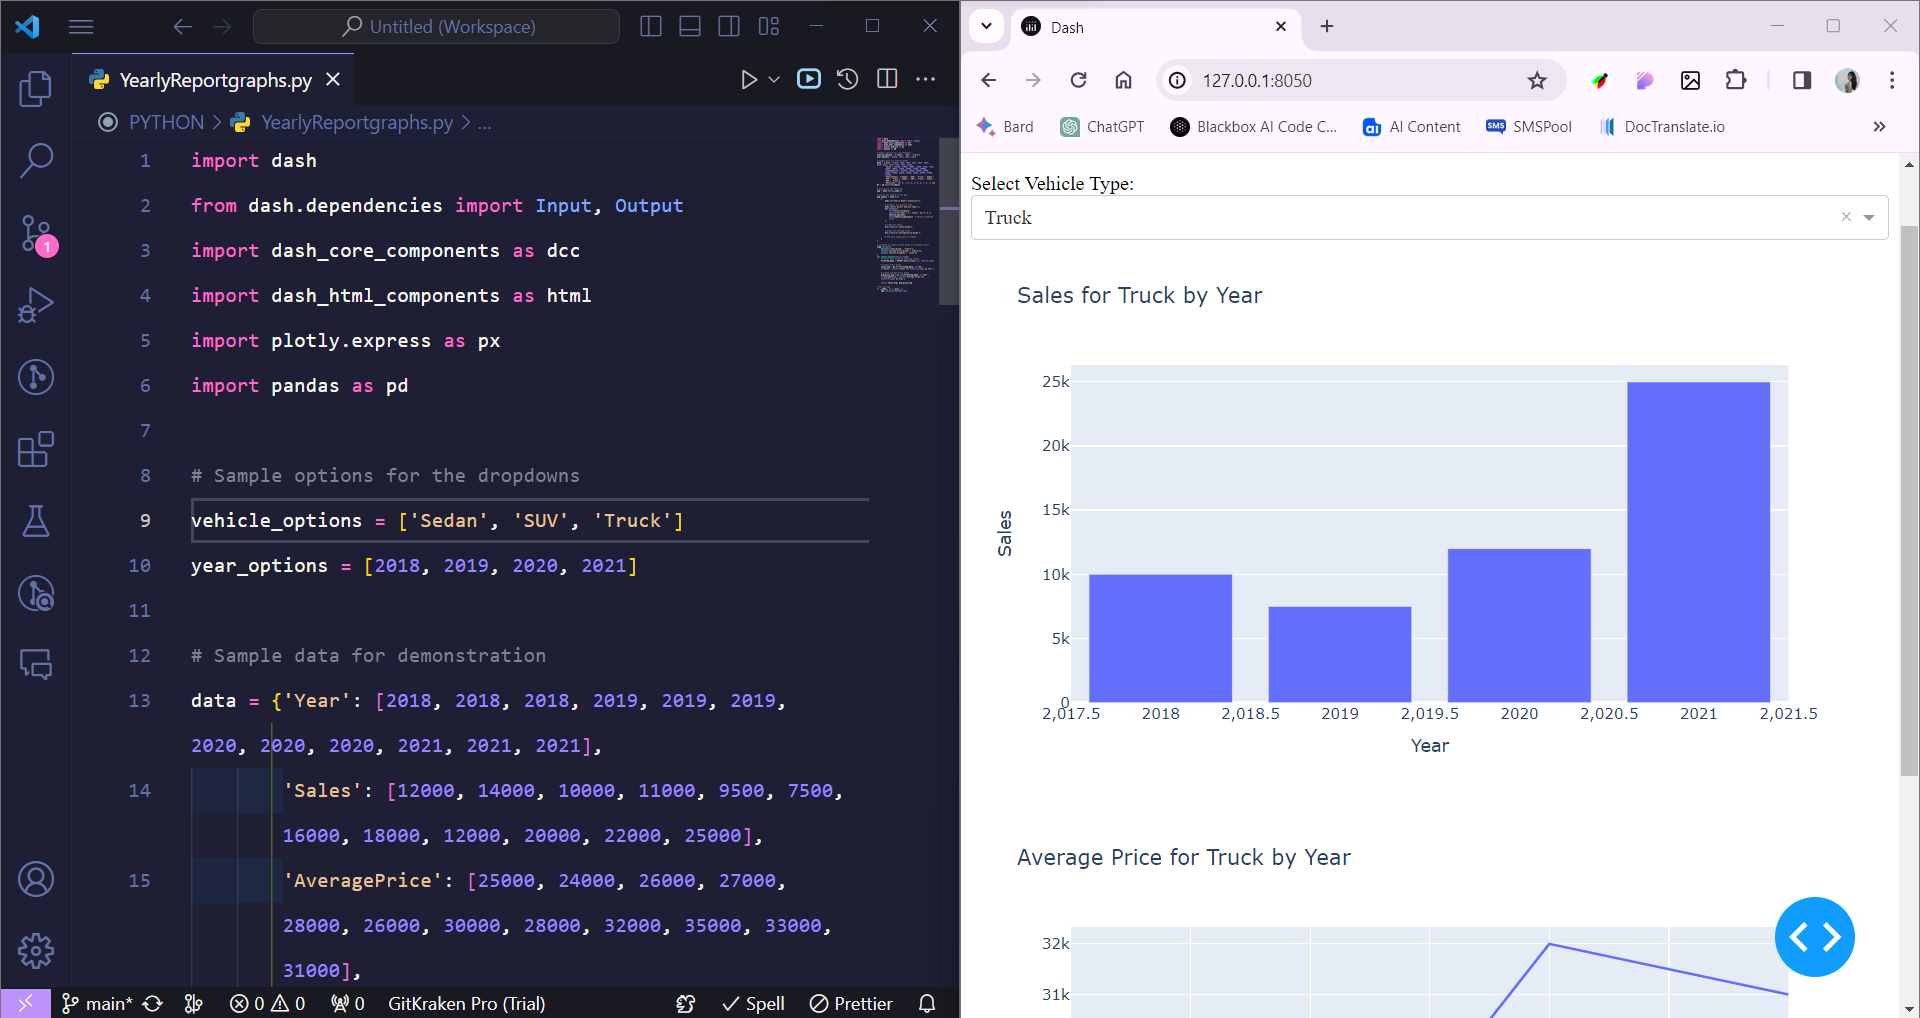 Untitled (Workspace)
YearlyReportgraphs.py
PYTHON > YearlyReportgraphs.py > ...
1 import dash
2 from dash.dependencies import Input, Output
3 import dash_core_components as dcc
4 import dash_html_components as html
5 import plotly.express as px
6 import pandas as pd
7
8 # Sample options for the dropdowns
9 vehicle_options = ['Sedan', 'SUV', 'Truck']
10 year_options = [2018, 2019, 2020, 2021]
11
12 # Sample data for demonstration
13 data = {'Year': [2018, 2018, 2018, 2019, 2019, 2019,
2020, 2020, 2020, 2021, 2021, 2021],
14 'Sales': [12000, 14000, 10000, 11000, 9500, 7500,
16000, 18000, 12000, 20000, 22000, 25000],
15 'AveragePrice': [25000, 24000, 26000, 27000,
28000, 26000, 30000, 28000, 32000, 35000, 33000,
31000],
1
main* 0 0 0 GitKraken Pro (Trial) Spell Prettier
Dash
127.0.0.1:8050
Bard ChatGPT Blackbox AI Code C... AI Content SMS SMSPool DocTranslate.io
Select Vehicle Type:
Truck
Sales for Truck by Year
25k
20k
15k
10k
5k
0
Sales
2,017.5 2018 2,018.5 2019 2,019.5 2020 2,020.5 2021 2,021.5
Year
Average Price for Truck by Year
32k
31k